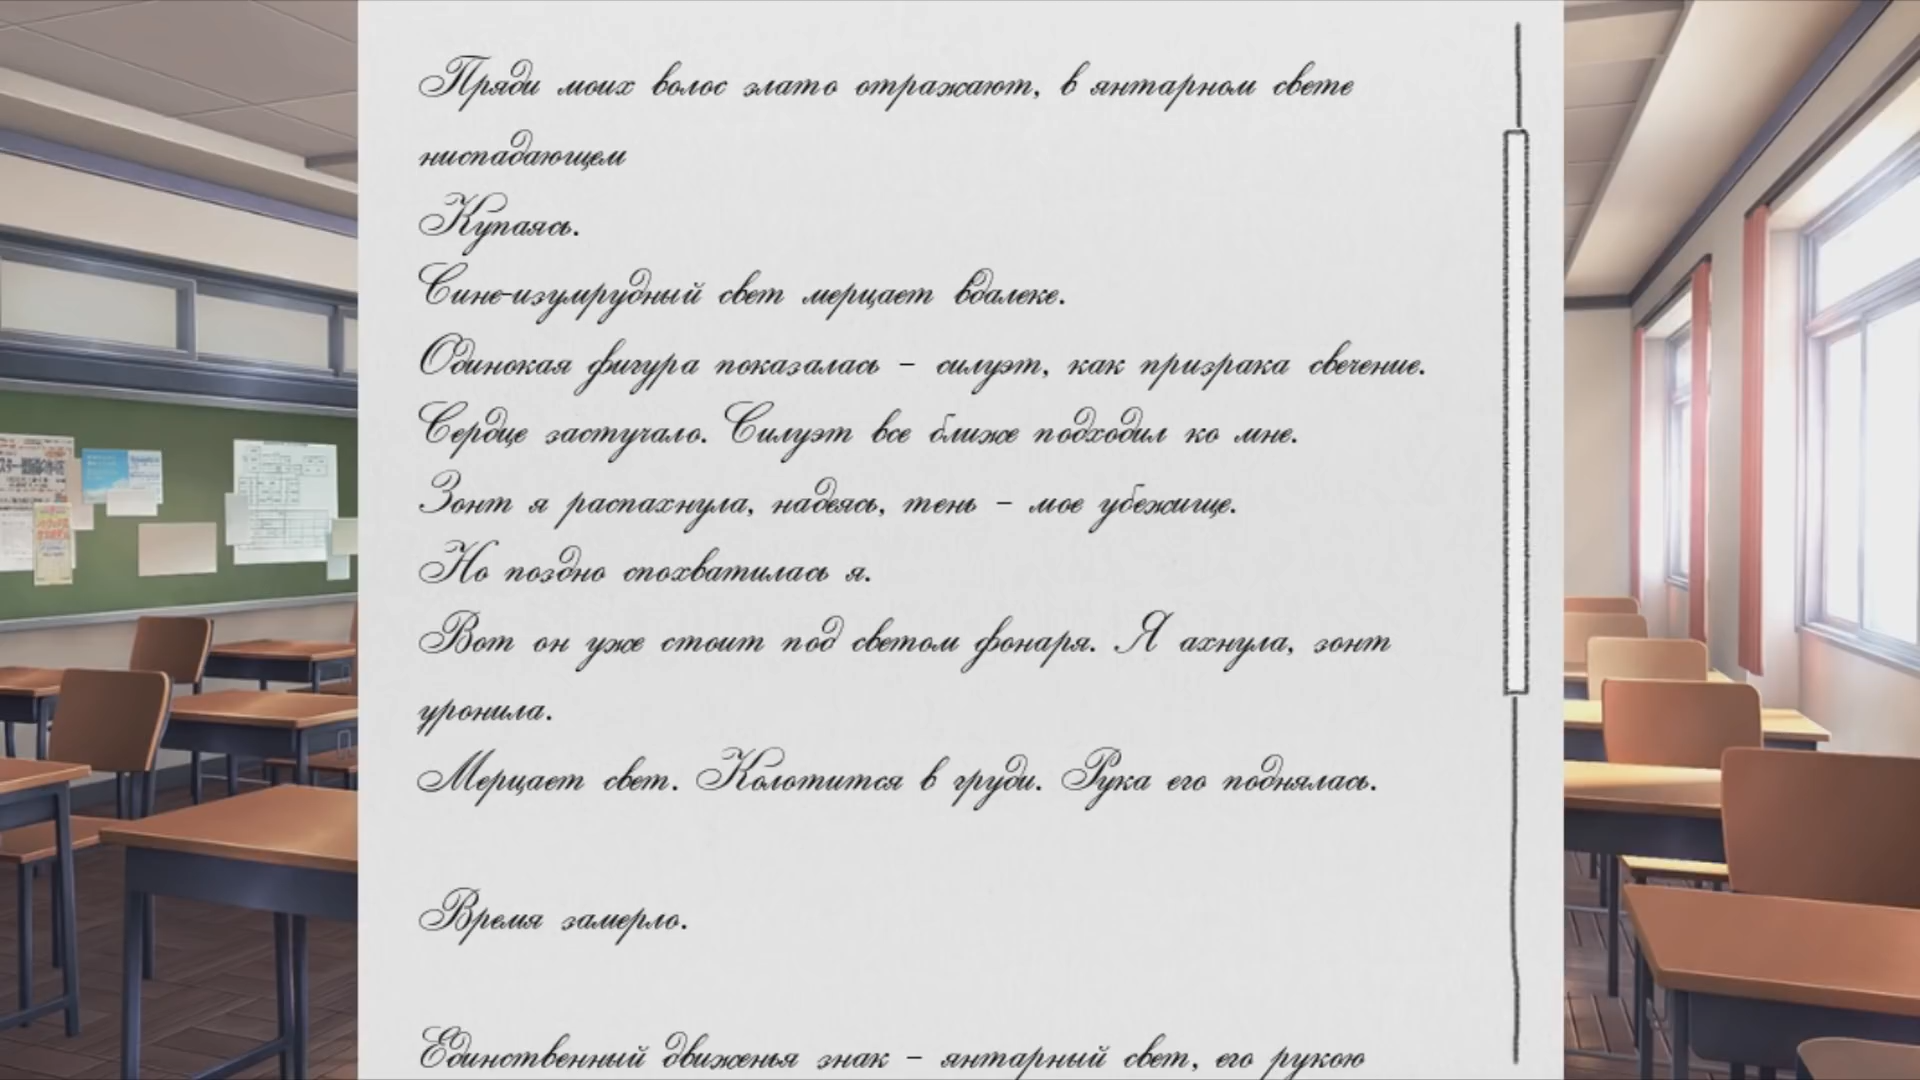 Пряди моих волос злато отражают, в янтарном свете
ниспадающем
Купаясь.
Сине-изумрудный свет мерцает вдалеке.
Одинокая фигура показалась – силуэт, как призрака свечение.
Сердце застучало. Силуэт все ближе подходил ко мне.
Зонт я распахнула, надеясь, тень – мое убежище.
Но поздно спохватилась я.
Вот он уже стоит под светом фонаря. Я ахнула, зонт
уронила.
Мерцает свет. Колотится в груди. Рука его поднялась.
Время замерло.
Единственный движенья знак – янтарный свет, его рукою